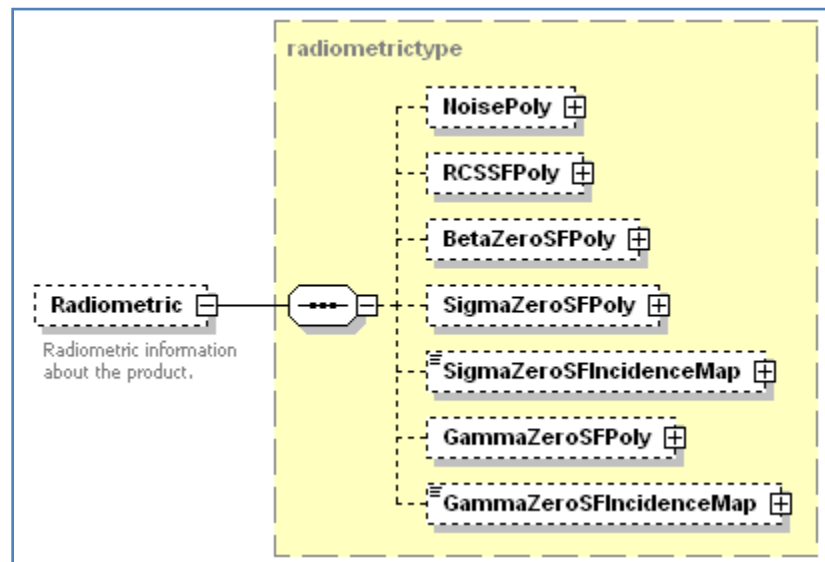 radiometrictype
NoisePoly
RCSSFPoly
BetaZeroSFPoly
Radiometric
SigmaZeroSFPoly
Radiometric information
about the product.
SigmaZeroSFIncidenceMap
GammaZeroSFPoly
GammaZeroSFIncidenceMap